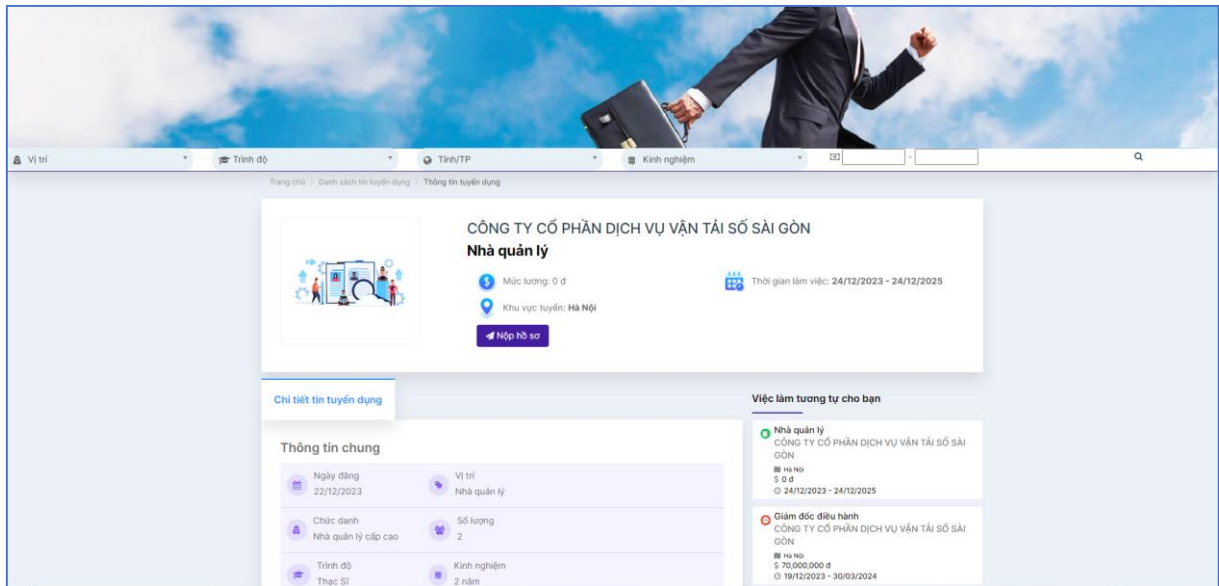 Vị trí
Trình độ
Tỉnh/TP
Kinh nghiệm
-
Trang chủ / Danh sách tin tuyển dụng / Thông tin tuyển dụng
CÔNG TY CỔ PHẦN DỊCH VỤ VẬN TẢI SỐ SÀI GÒN
Nhà quản lý
Mức lương: 0 đ
Thời gian làm việc: 24/12/2023 - 24/12/2025
Khu vực tuyển: Hà Nội
Nộp hồ sơ
Chi tiết tin tuyển dụng
Thông tin chung
Ngày đăng
22/12/2023
Vị trí
Nhà quản lý
Chức danh
Nhà quản lý cấp cao
Số lượng
2
Trình độ
Thạc Sĩ
Kinh nghiệm
2 năm
Việc làm tương tự cho bạn
Nhà quản lý
CÔNG TY CỔ PHẦN DỊCH VỤ VẬN TẢI SỐ SÀI
GÒN
Hà Nội
$ 0 đ
24/12/2023 - 24/12/2025
Giám đốc điều hành
CÔNG TY CỔ PHẦN DỊCH VỤ VẬN TẢI SỐ SÀI
GÒN
Hà Nội
$ 70,000,000 đ
19/12/2023 - 30/03/2024